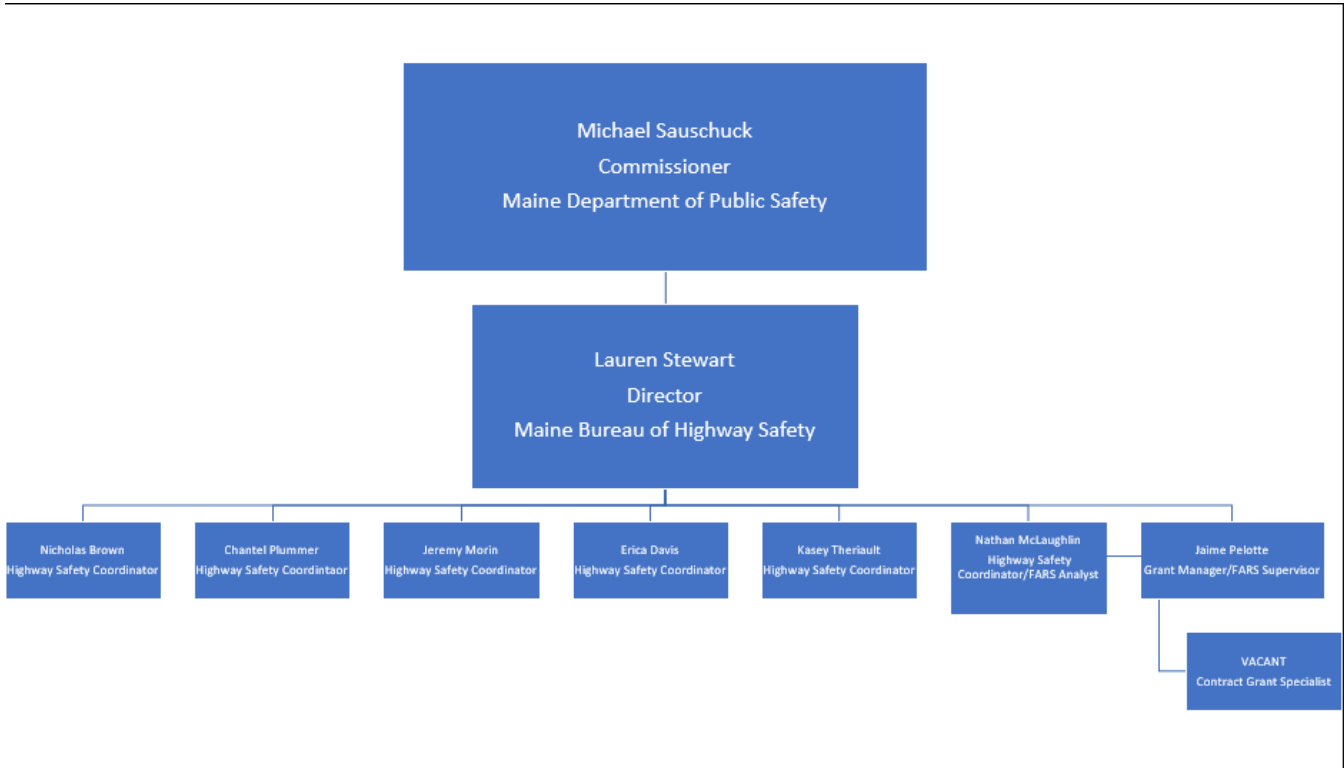 Michael Sauschuck
Commissioner
Maine Department of Public Safety
Lauren Stewart
Director
Maine Bureau of Highway Safety
Nicholas Brown
Highway Safety Coordinator
Chantel Plummer
Highway Safety Coordintaor
Jeremy Morin
Highway Safety Coordinator
Erica Davis
Highway Safety Coordinator
Kasey Theriault
Highway Safety Coordinator
Nathan McLaughlin
Highway Safety
Coordinator/FARS Analyst
Jaime Pelotte
Grant Manager/FARS Supervisor
VACANT
Contract Grant Specialist